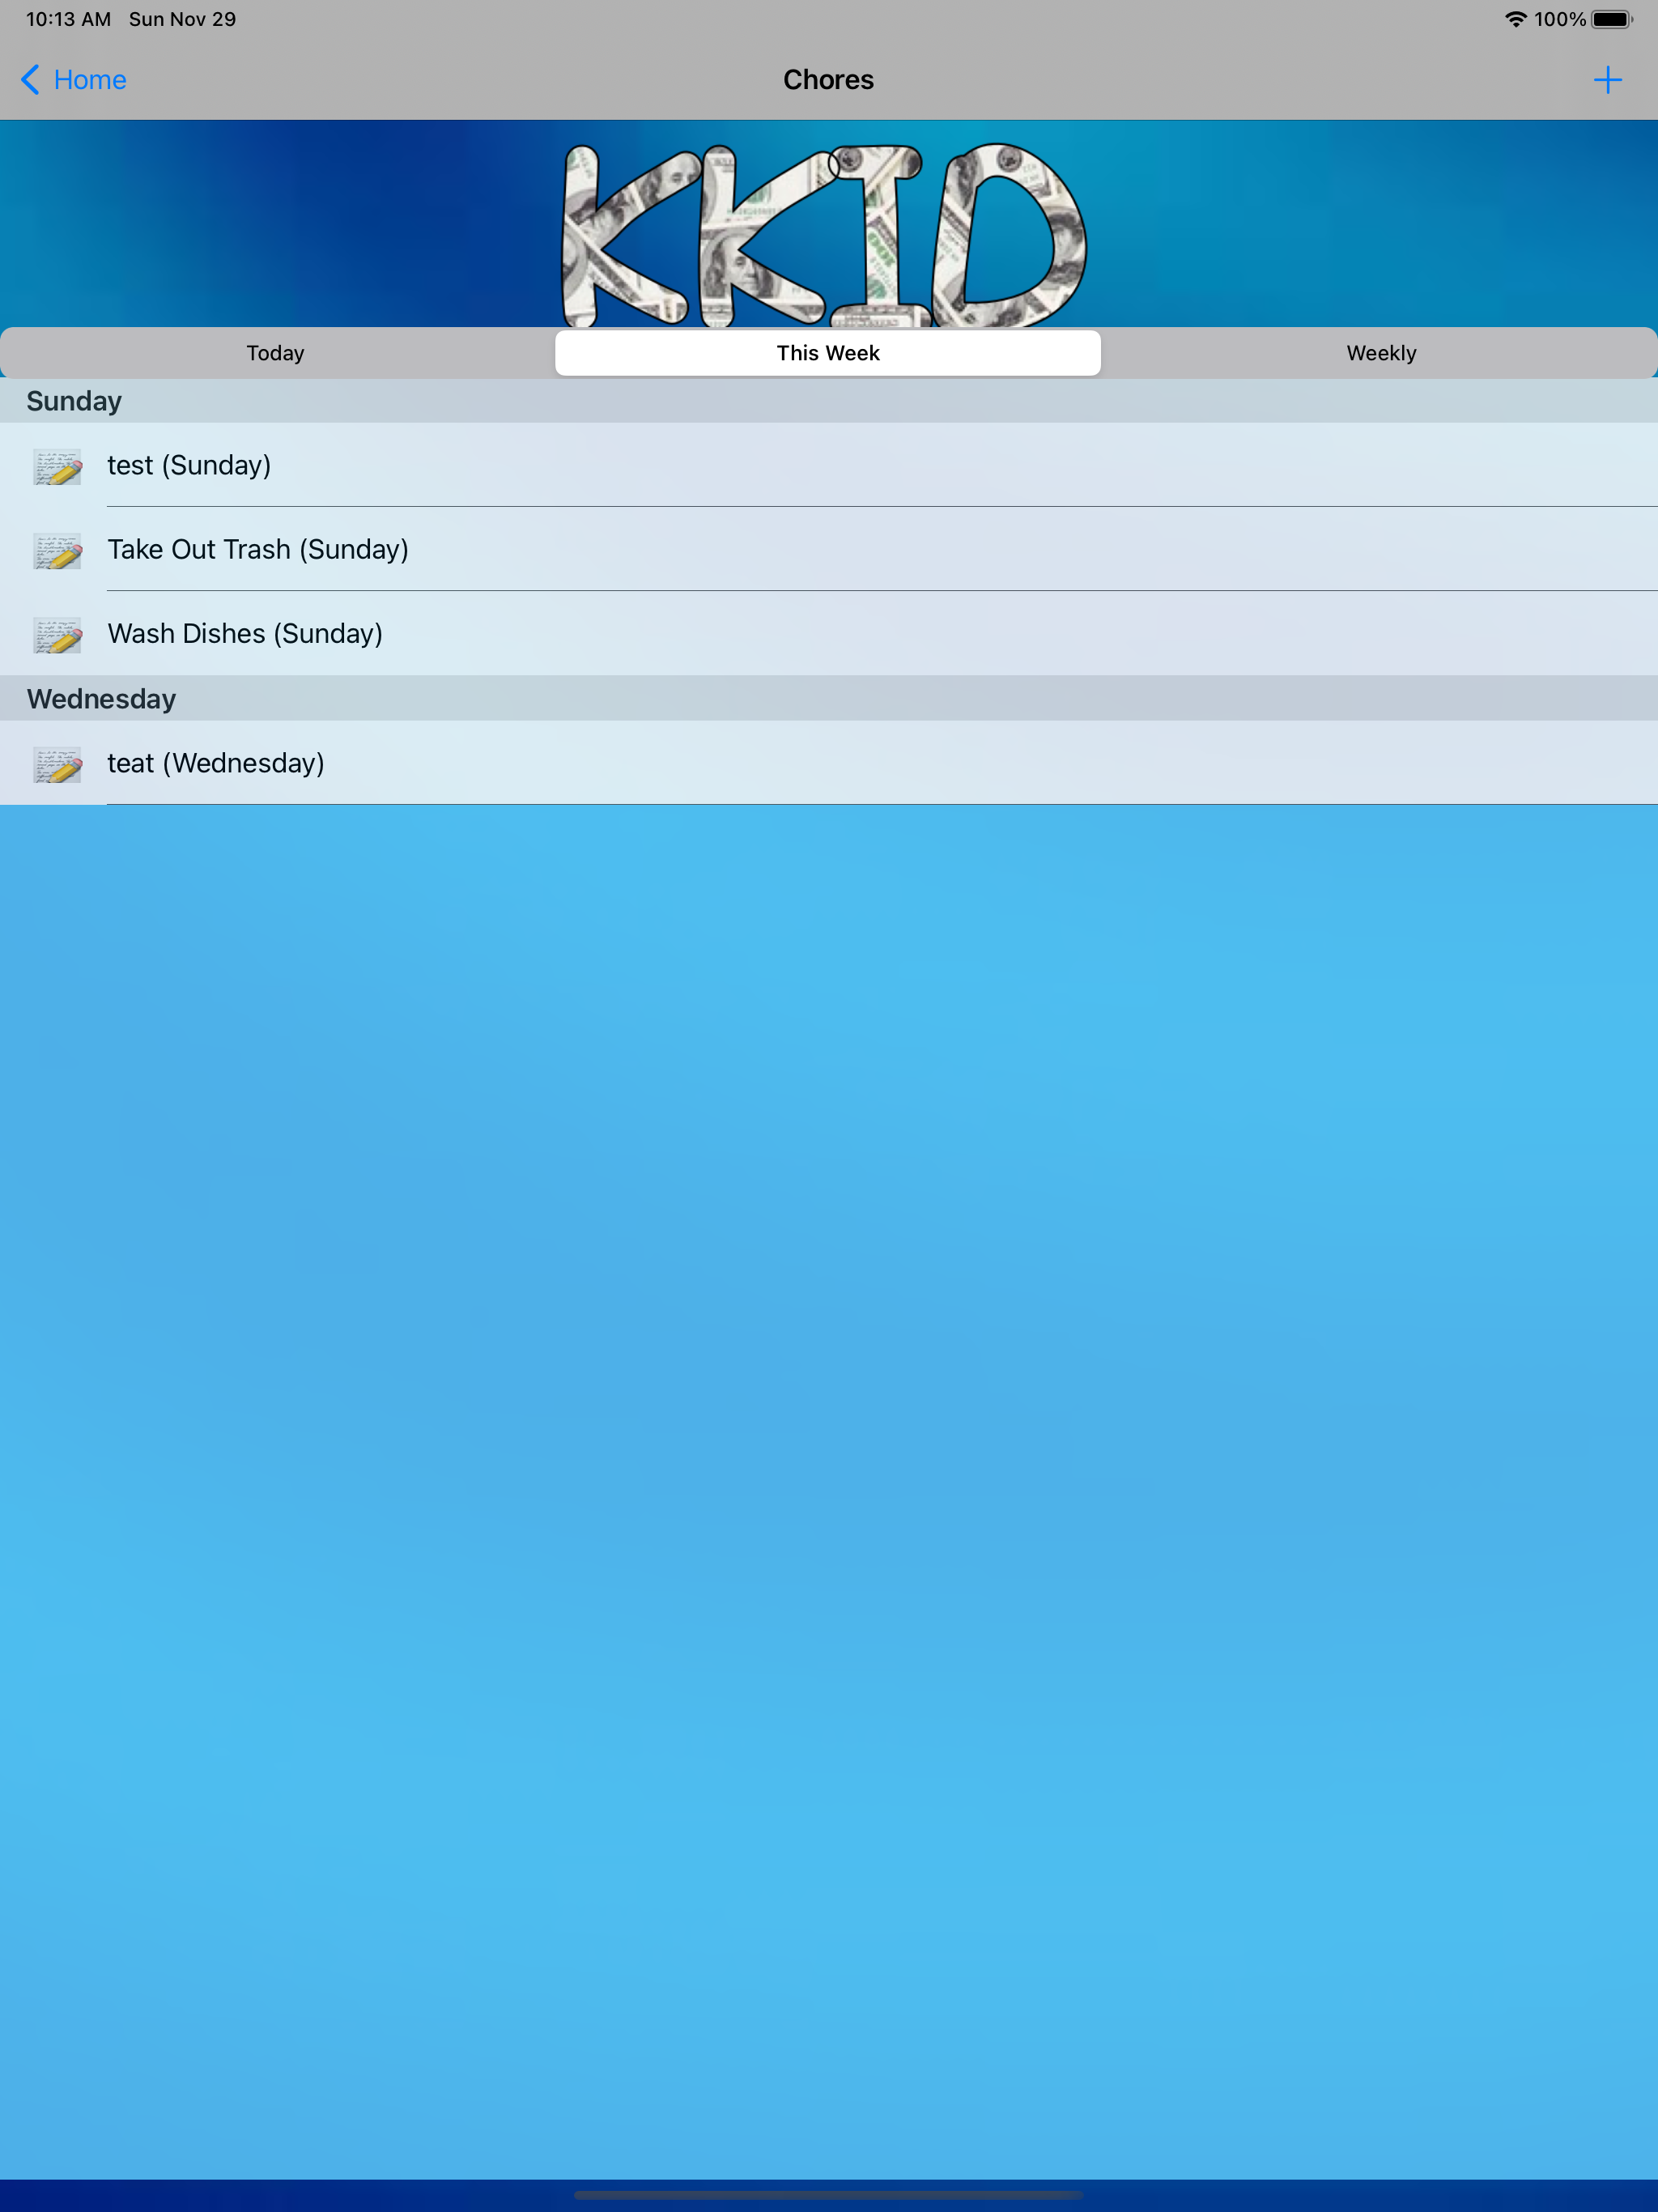 10:13 AM Sun Nov 29 100%
Home Chores
KKID
Today This Week Weekly
Sunday
test (Sunday)
Take Out Trash (Sunday)
Wash Dishes (Sunday)
Wednesday
teat (Wednesday)